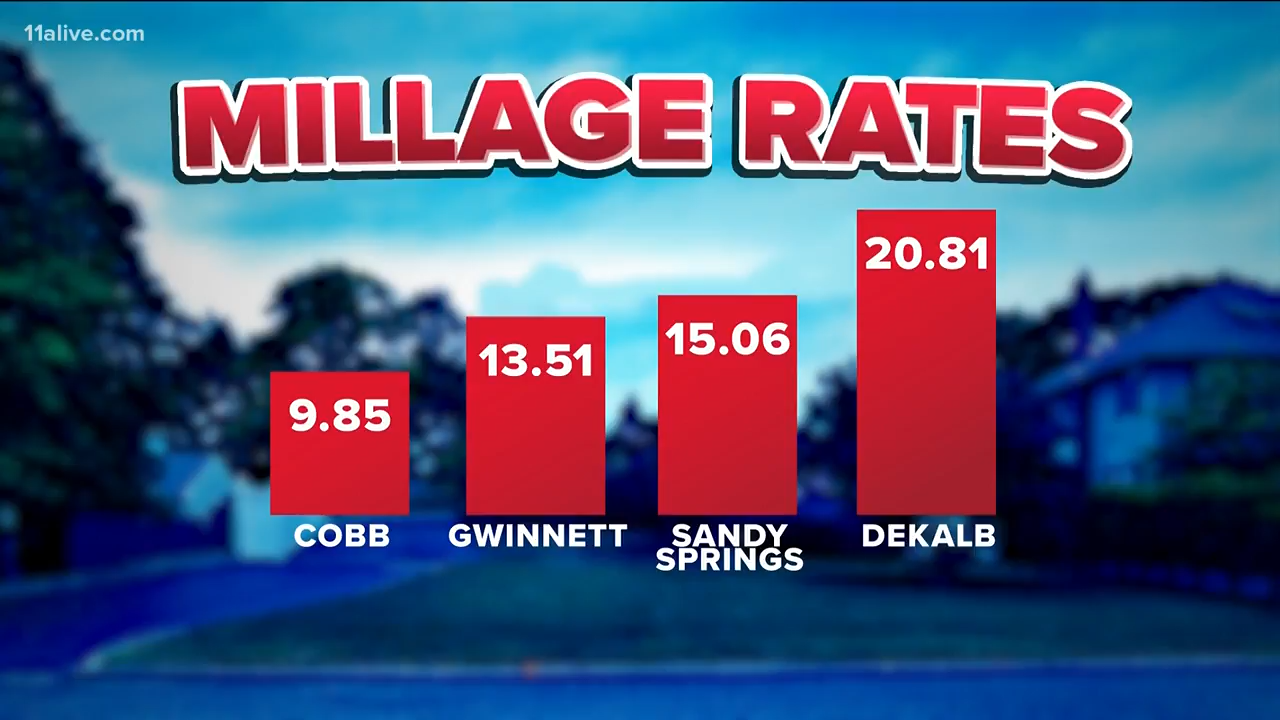 11alive.com
MILLAGE RATES
20.81
15.06
13.51
9.85
COBB
GWINNETT
SANDY
SPRINGS
DEKALB